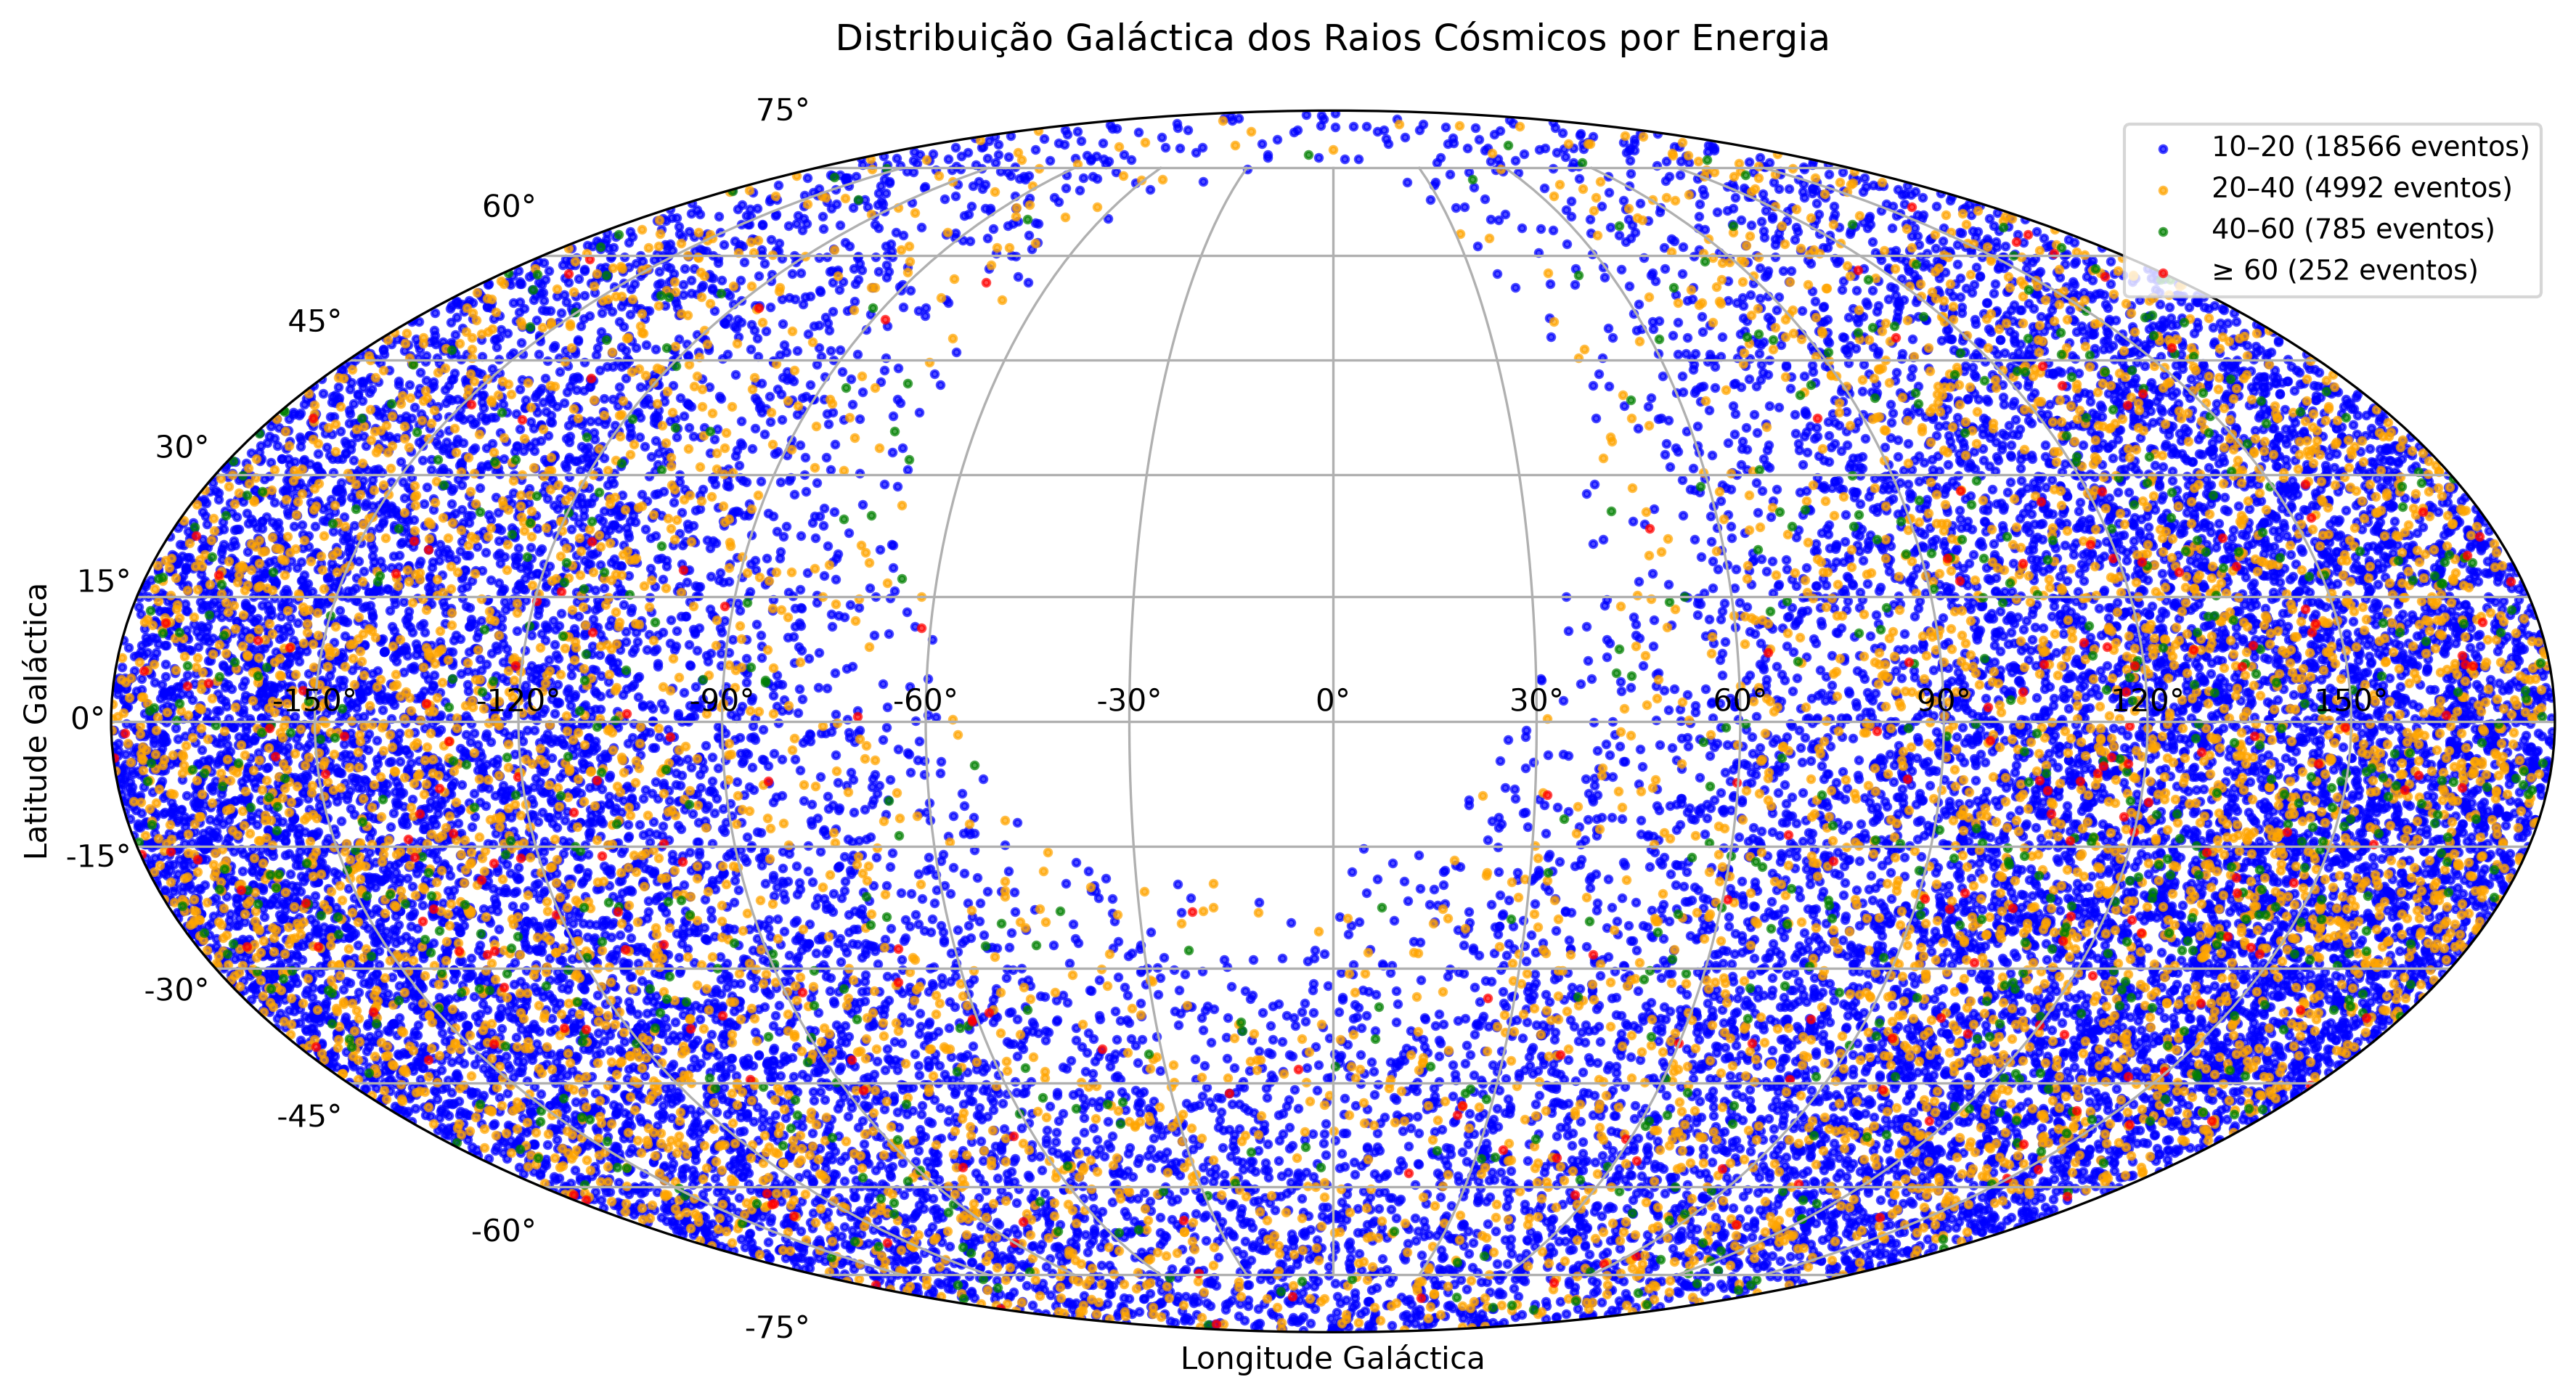 Distribuição Galáctica dos Raios Cósmicos por Energia
10–20 (18566 eventos)
20–40 (4992 eventos)
40–60 (785 eventos)
≥ 60 (252 eventos)
75°
60°
45°
30°
15°
0°
-15°
-30°
-45°
-60°
-75°
-150° -120° -90° -60° -30° 0° 30° 60° 90° 120° 150°
Latitude Galáctica
Longitude Galáctica